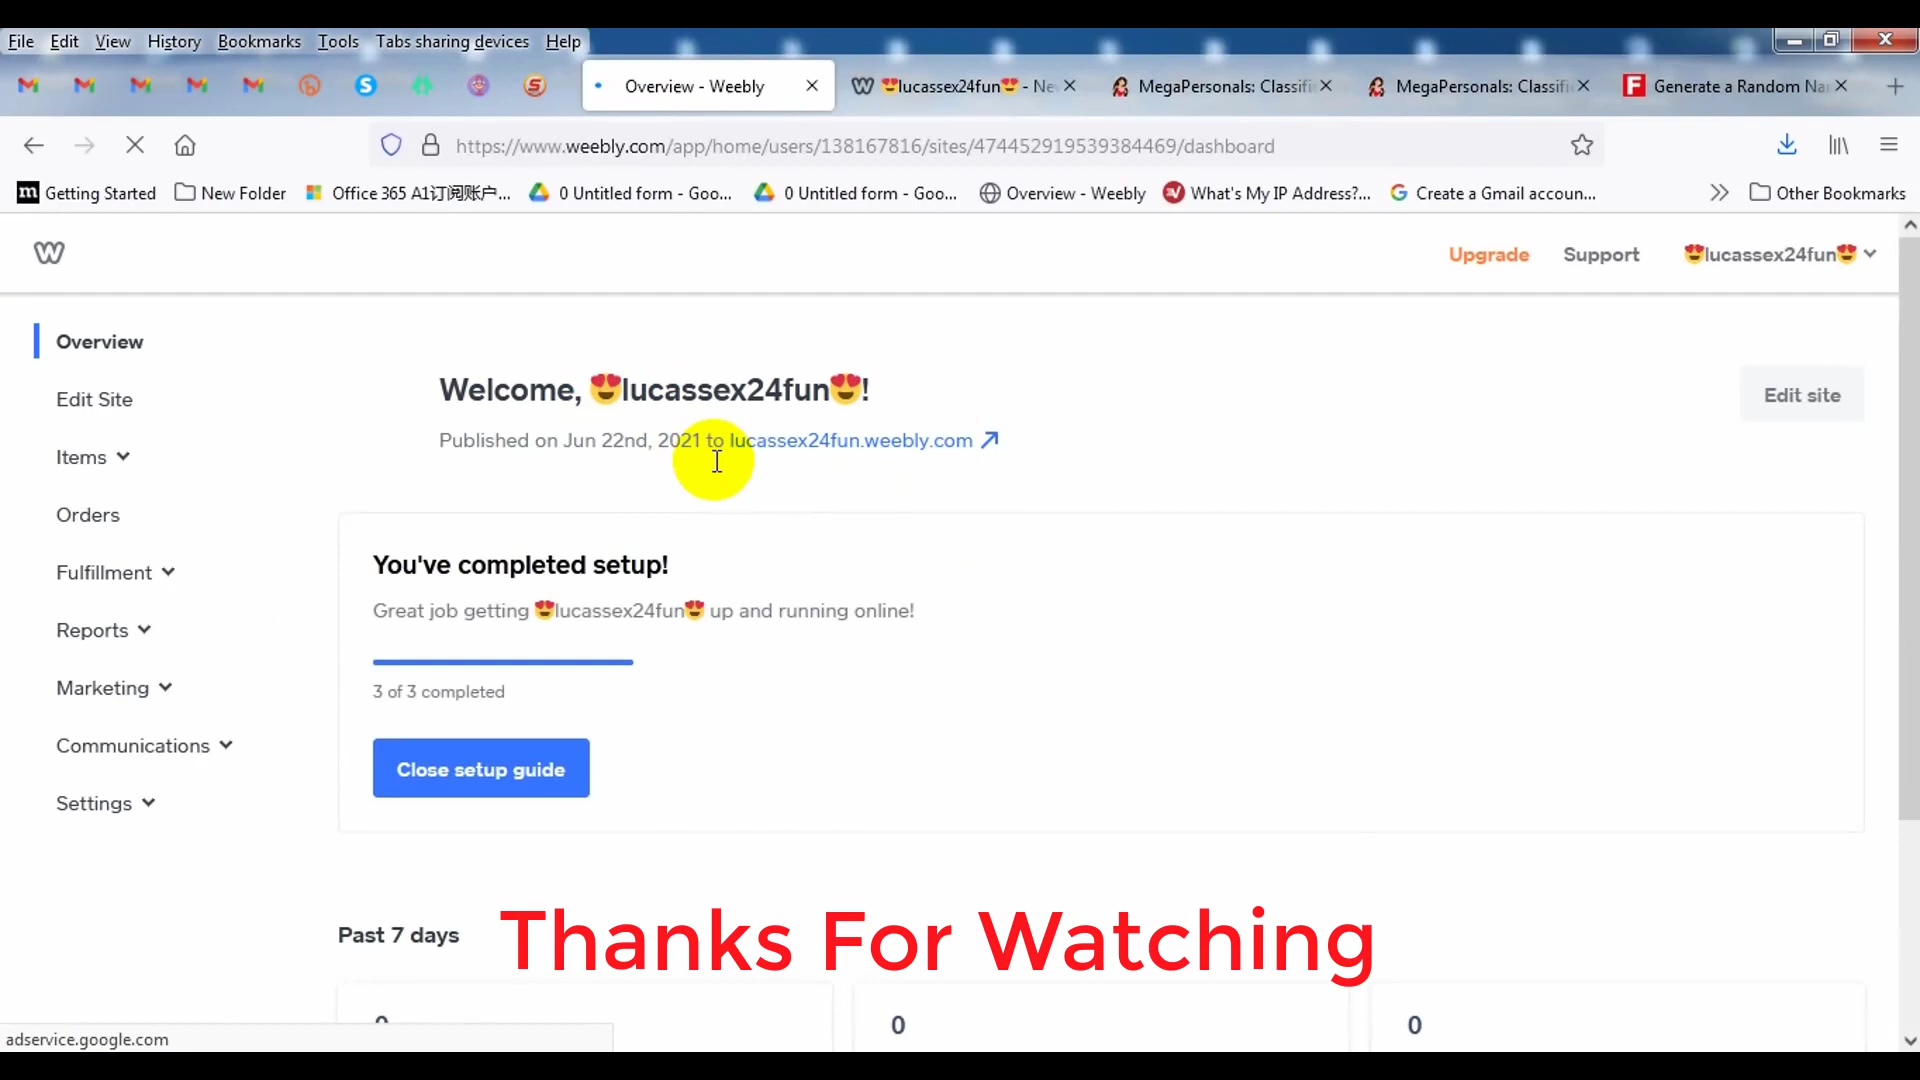 File Edit View History Bookmarks Tools Tabs sharing devices Help
Overview - Weebly 😍lucassex24fun😍 - Ne MegaPersonals: Classifi MegaPersonals: Classifi Generate a Random Na
https://www.weebly.com/app/home/users/138167816/sites/474452919539384469/dashboard
Getting Started New Folder Office 365 A1订阅账户... 0 Untitled form - Goo... 0 Untitled form - Goo... Overview - Weebly What's My IP Address?... Create a Gmail accoun... Other Bookmarks
Upgrade Support 😍lucassex24fun😍
Overview
Edit Site
Items
Orders
Fulfillment
Reports
Marketing
Communications
Settings
Welcome, 😍lucassex24fun😍!
Published on Jun 22nd, 2021 to lucassex24fun.weebly.com
Edit site
You've completed setup!
Great job getting 😍lucassex24fun😍 up and running online!
3 of 3 completed
Close setup guide
Past 7 days
Thanks For Watching
0 0 0
adservice.google.com